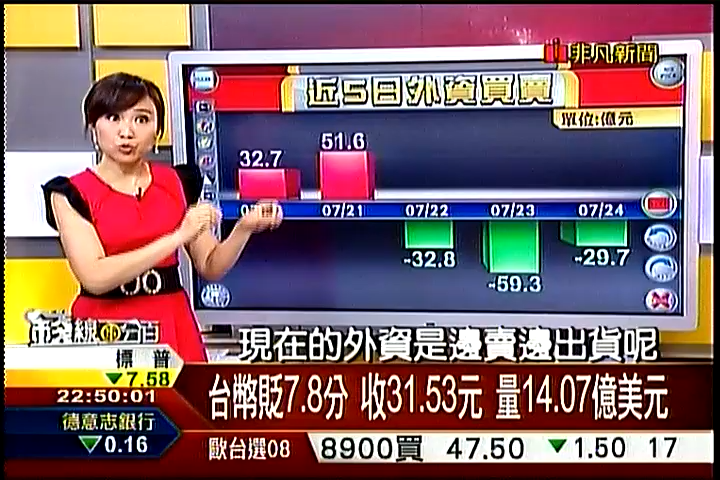 非凡新聞
近5日外資買賣
單位:億元
32.7
51.6
07/21
07/22
07/23
07/24
-32.8
-59.3
-29.7
現在的外資是邊賣邊出貨呢
標普
▼7.58
22:50:01
台幣貶7.8分 收31.53元 量14.07億美元
德意志銀行
▽0.16
歐台選08
8900買 47.50 ▼1.50 17